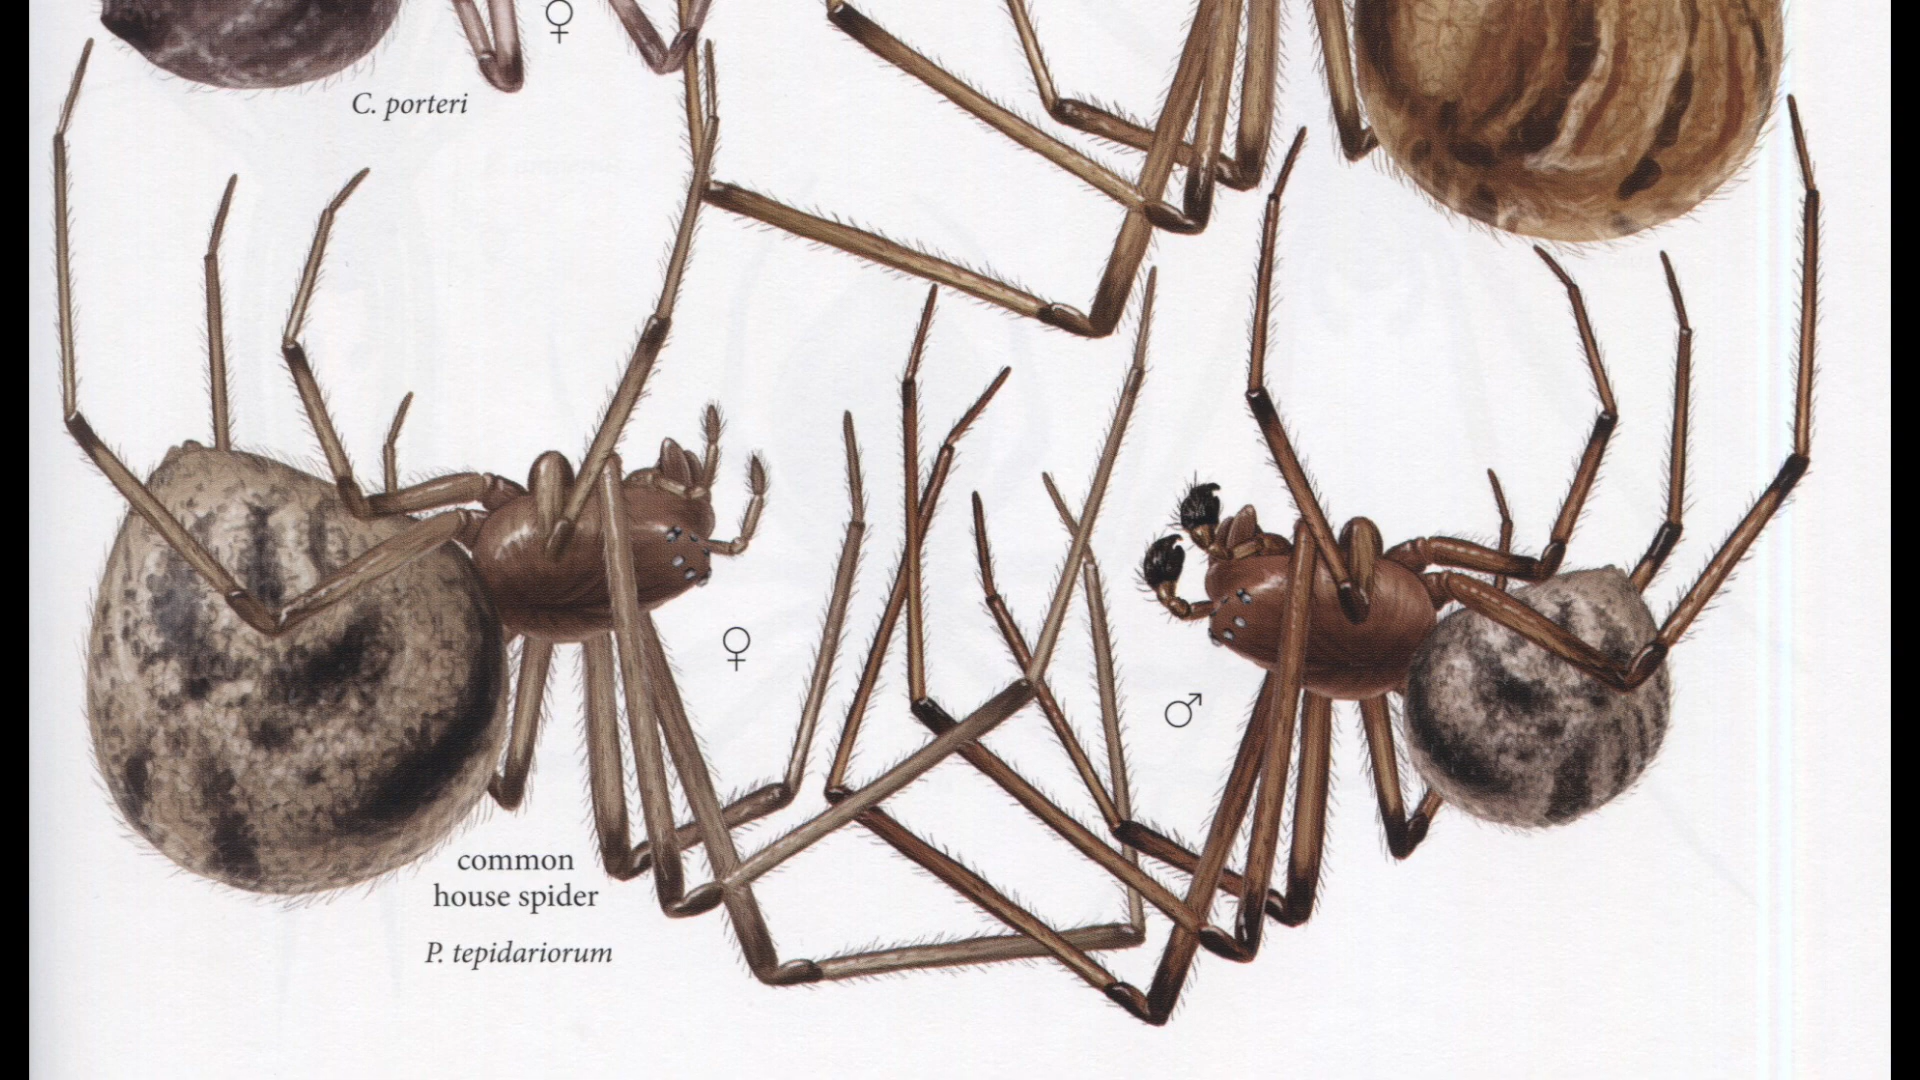 ♀
C. porteri
♀
♂
common
house spider
P. tepidariorum